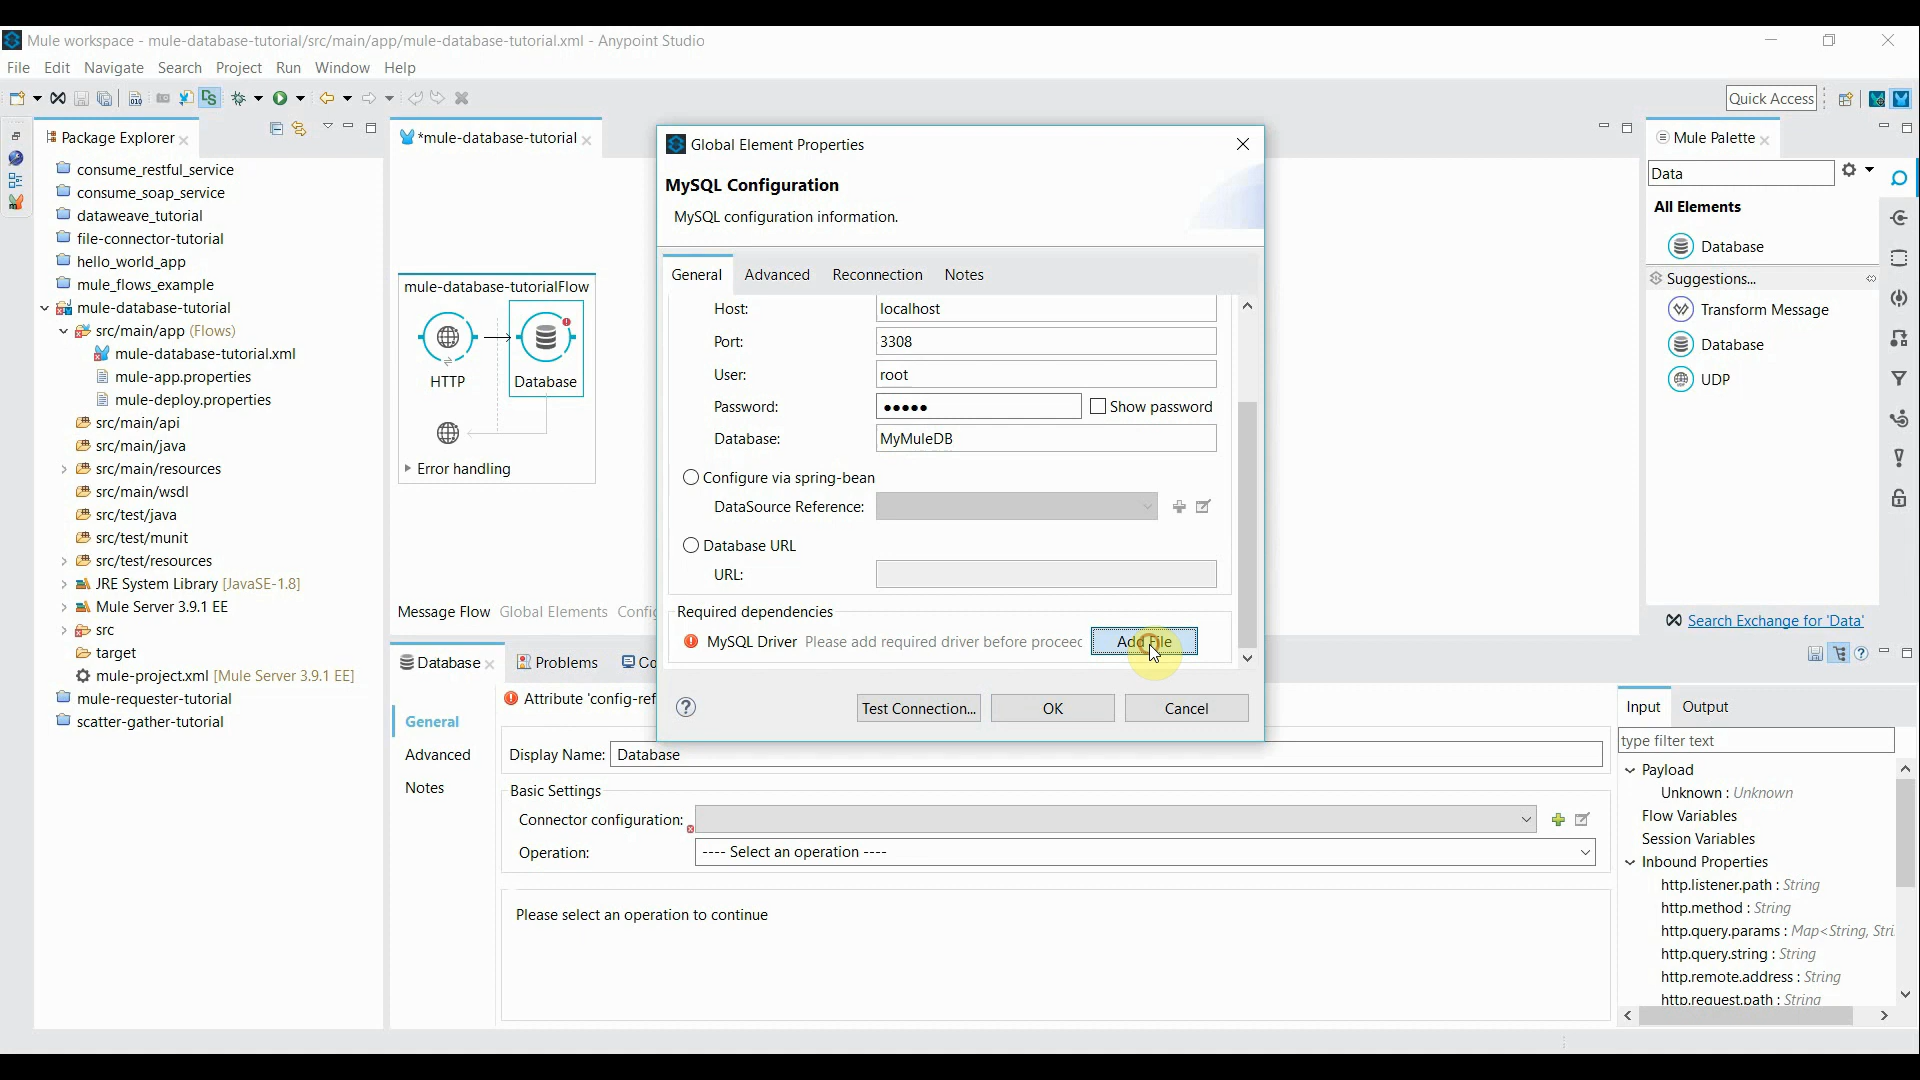 Mule workspace - mule-database-tutorial/src/main/app/mule-database-tutorial.xml - Anypoint Studio
File Edit Navigate Search Project Run Window Help
Quick Access
Package Explorer
consume_restful_service
consume_soap_service
dataweave_tutorial
file-connector-tutorial
hello_world_app
mule_flows_example
mule-database-tutorial
src/main/app (Flows)
mule-database-tutorial.xml
mule-app.properties
mule-deploy.properties
src/main/api
src/main/java
src/main/resources
src/main/wsdl
src/test/java
src/test/munit
src/test/resources
JRE System Library [JavaSE-1.8]
Mule Server 3.9.1 EE
src
target
mule-project.xml [Mule Server 3.9.1 EE]
mule-requester-tutorial
scatter-gather-tutorial
*mule-database-tutorial
mule-database-tutorialFlow
HTTP
Database
Error handling
Message Flow Global Elements Config
Global Element Properties
MySQL Configuration
MySQL configuration information.
General Advanced Reconnection Notes
Host: localhost
Port: 3308
User: root
Password: ●●●●● Show password
Database: MyMuleDB
Configure via spring-bean
DataSource Reference:
Database URL
URL:
Required dependencies
MySQL Driver Please add required driver before proceec Add File
Test Connection... OK Cancel
Mule Palette
Data
All Elements
Database
Suggestions...
Transform Message
Database
UDP
Search Exchange for 'Data'
Database Problems Co
Attribute 'config-ref
General
Advanced
Notes
Display Name: Database
Basic Settings
Connector configuration:
Operation: ---- Select an operation ----
Please select an operation to continue
Input Output
type filter text
Payload
Unknown : Unknown
Flow Variables
Session Variables
Inbound Properties
http.listener.path : String
http.method : String
http.query.params : Map<String, Stri
http.query.string : String
http.remote.address : String
http.request.path : String